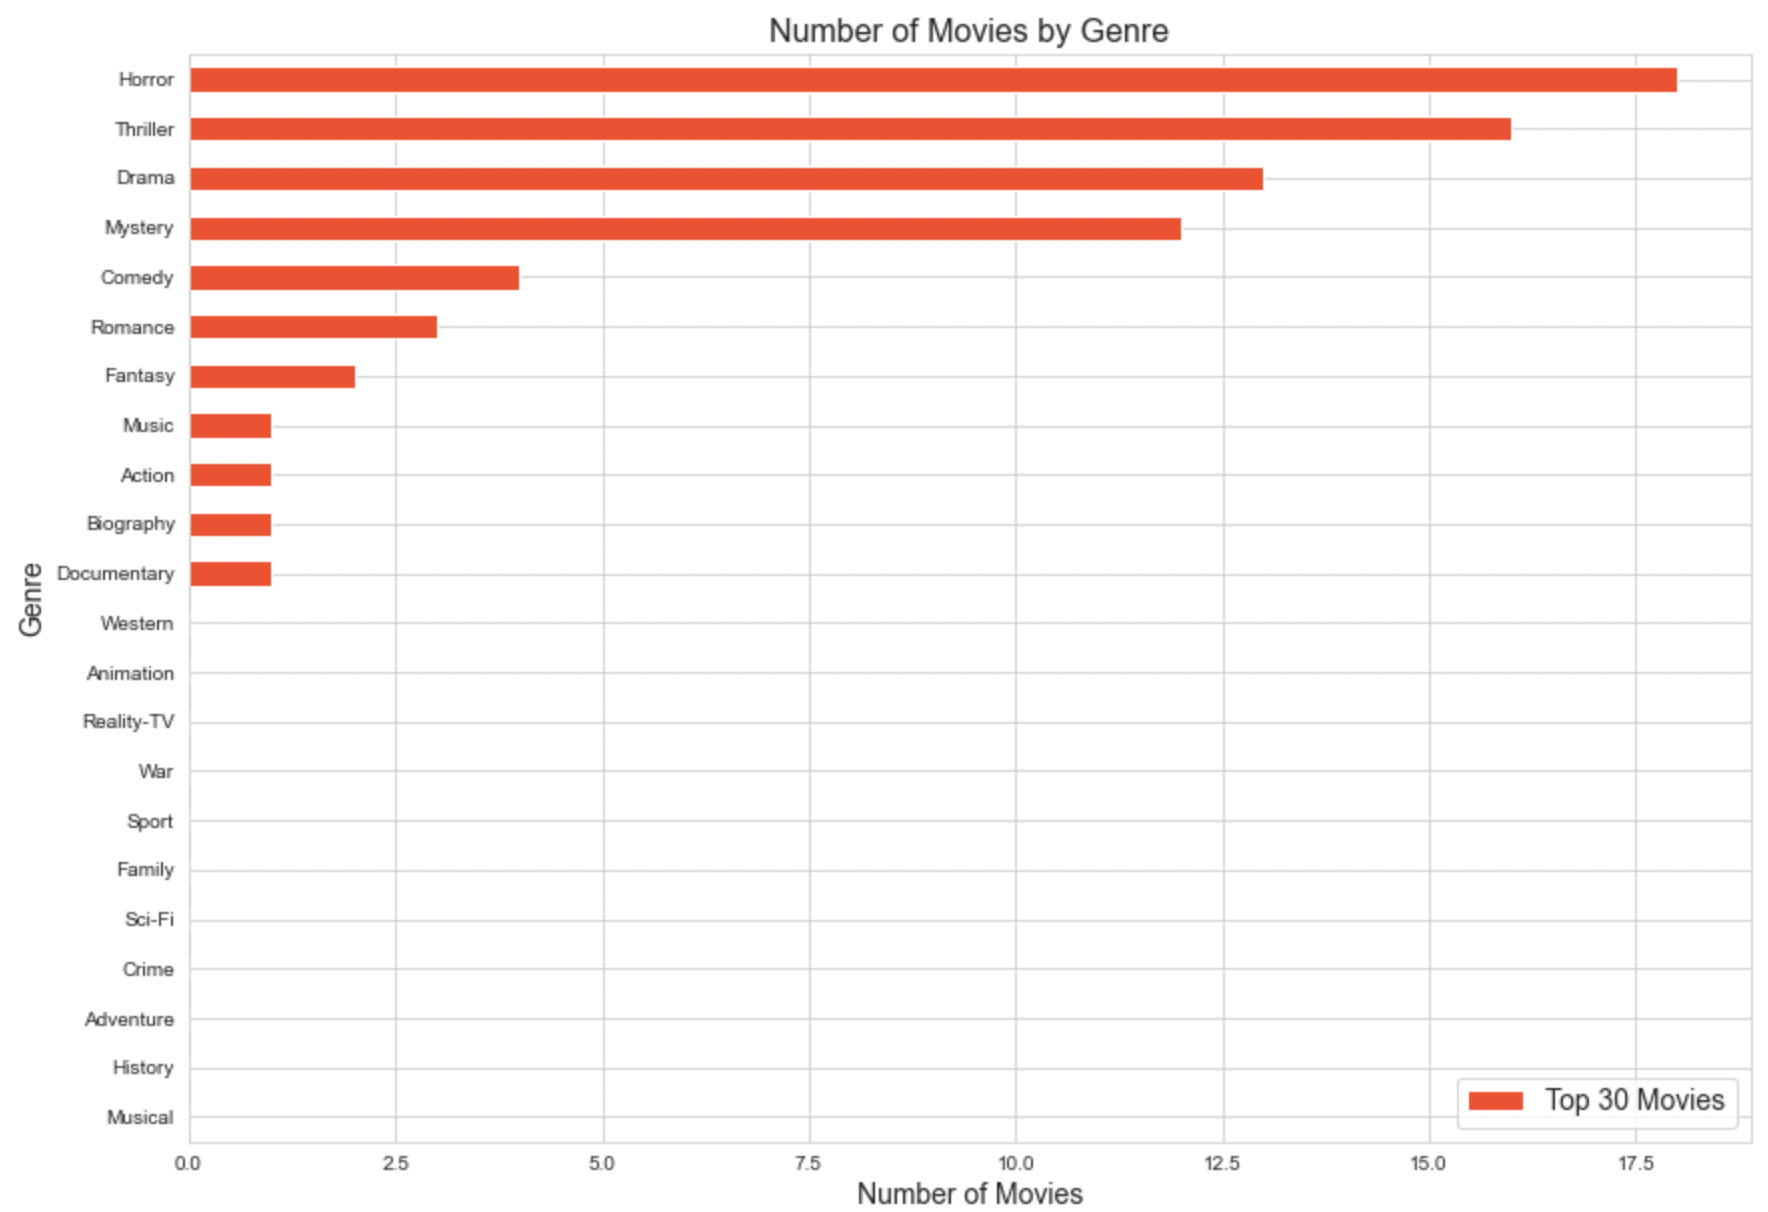 Number of Movies by Genre
Horror
Thriller
Drama
Mystery
Comedy
Romance
Fantasy
Music
Action
Biography
Documentary
Western
Animation
Reality-TV
War
Sport
Family
Sci-Fi
Crime
Adventure
History
Musical
Genre
Top 30 Movies
0.0 2.5 5.0 7.5 10.0 12.5 15.0 17.5
Number of Movies